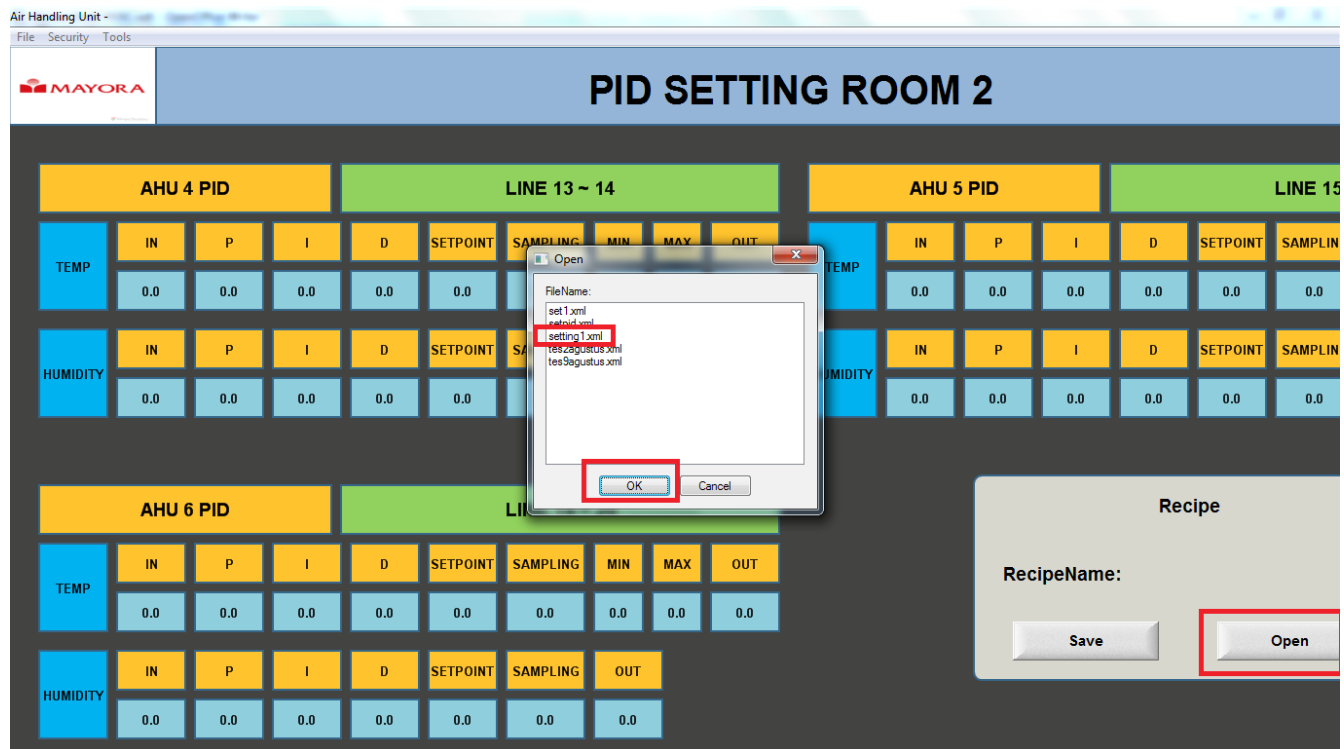 Air Handling Unit -
File Security Tools
MAYORA
PID SETTING ROOM 2
AHU 4 PID LINE 13 ~ 14 AHU 5 PID LINE 15
TEMP IN P I D SETPOINT SAMPLING MIN MAX OUT TEMP IN P I D SETPOINT SAMPLIN
0.0 0.0 0.0 0.0 0.0 0.0 0.0 0.0 0.0 0.0 0.0
HUMIDITY IN P I D SETPOINT SA UMIDITY IN P I D SETPOINT SAMPLIN
0.0 0.0 0.0 0.0 0.0 0.0 0.0 0.0 0.0 0.0 0.0
Open
x
FileName:
set1.xml
setpid.xml
setting1.xml
tes2agustus.xml
tes9agustus.xml
OK Cancel
AHU 6 PID
TEMP IN P I D SETPOINT SAMPLING MIN MAX OUT
0.0 0.0 0.0 0.0 0.0 0.0 0.0 0.0 0.0
HUMIDITY IN P I D SETPOINT SAMPLING OUT
0.0 0.0 0.0 0.0 0.0 0.0 0.0
Recipe
RecipeName:
Save Open